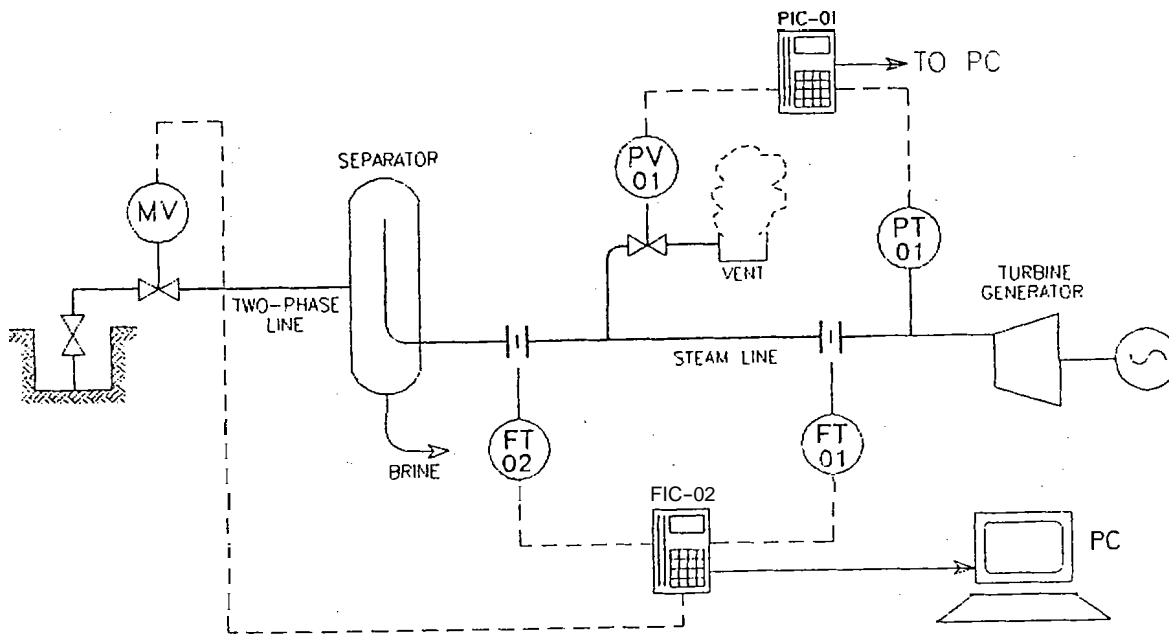 PIC-01
TO PC
SEPARATOR
PV
01
MV
PT
01
VENT
TURBINE
GENERATOR
TWO-PHASE
LINE
STEAM LINE
FT
02
FT
01
BRINE
FIC-02
PC